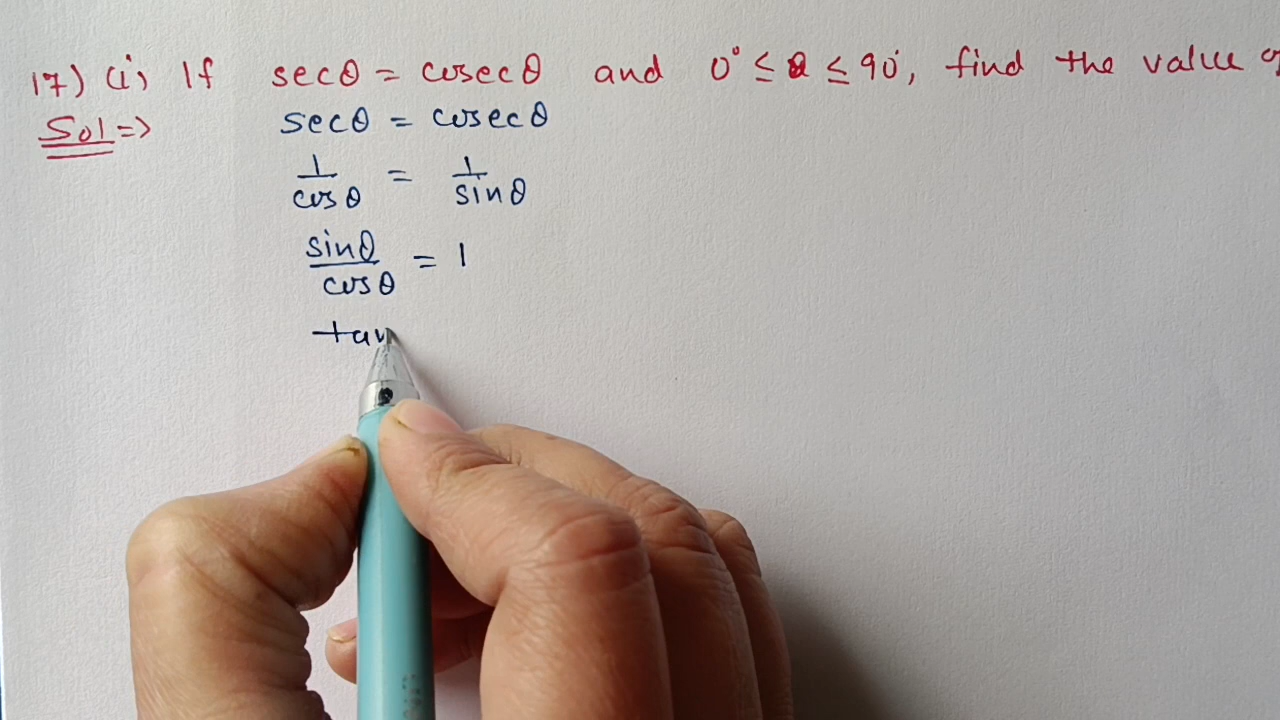 17) (i) If secθ = cosecθ and 0° ≤ θ ≤ 90°, find the value
Sol =>
secθ = cosecθ
1/cosθ = 1/sinθ
sinθ/cosθ = 1
tan